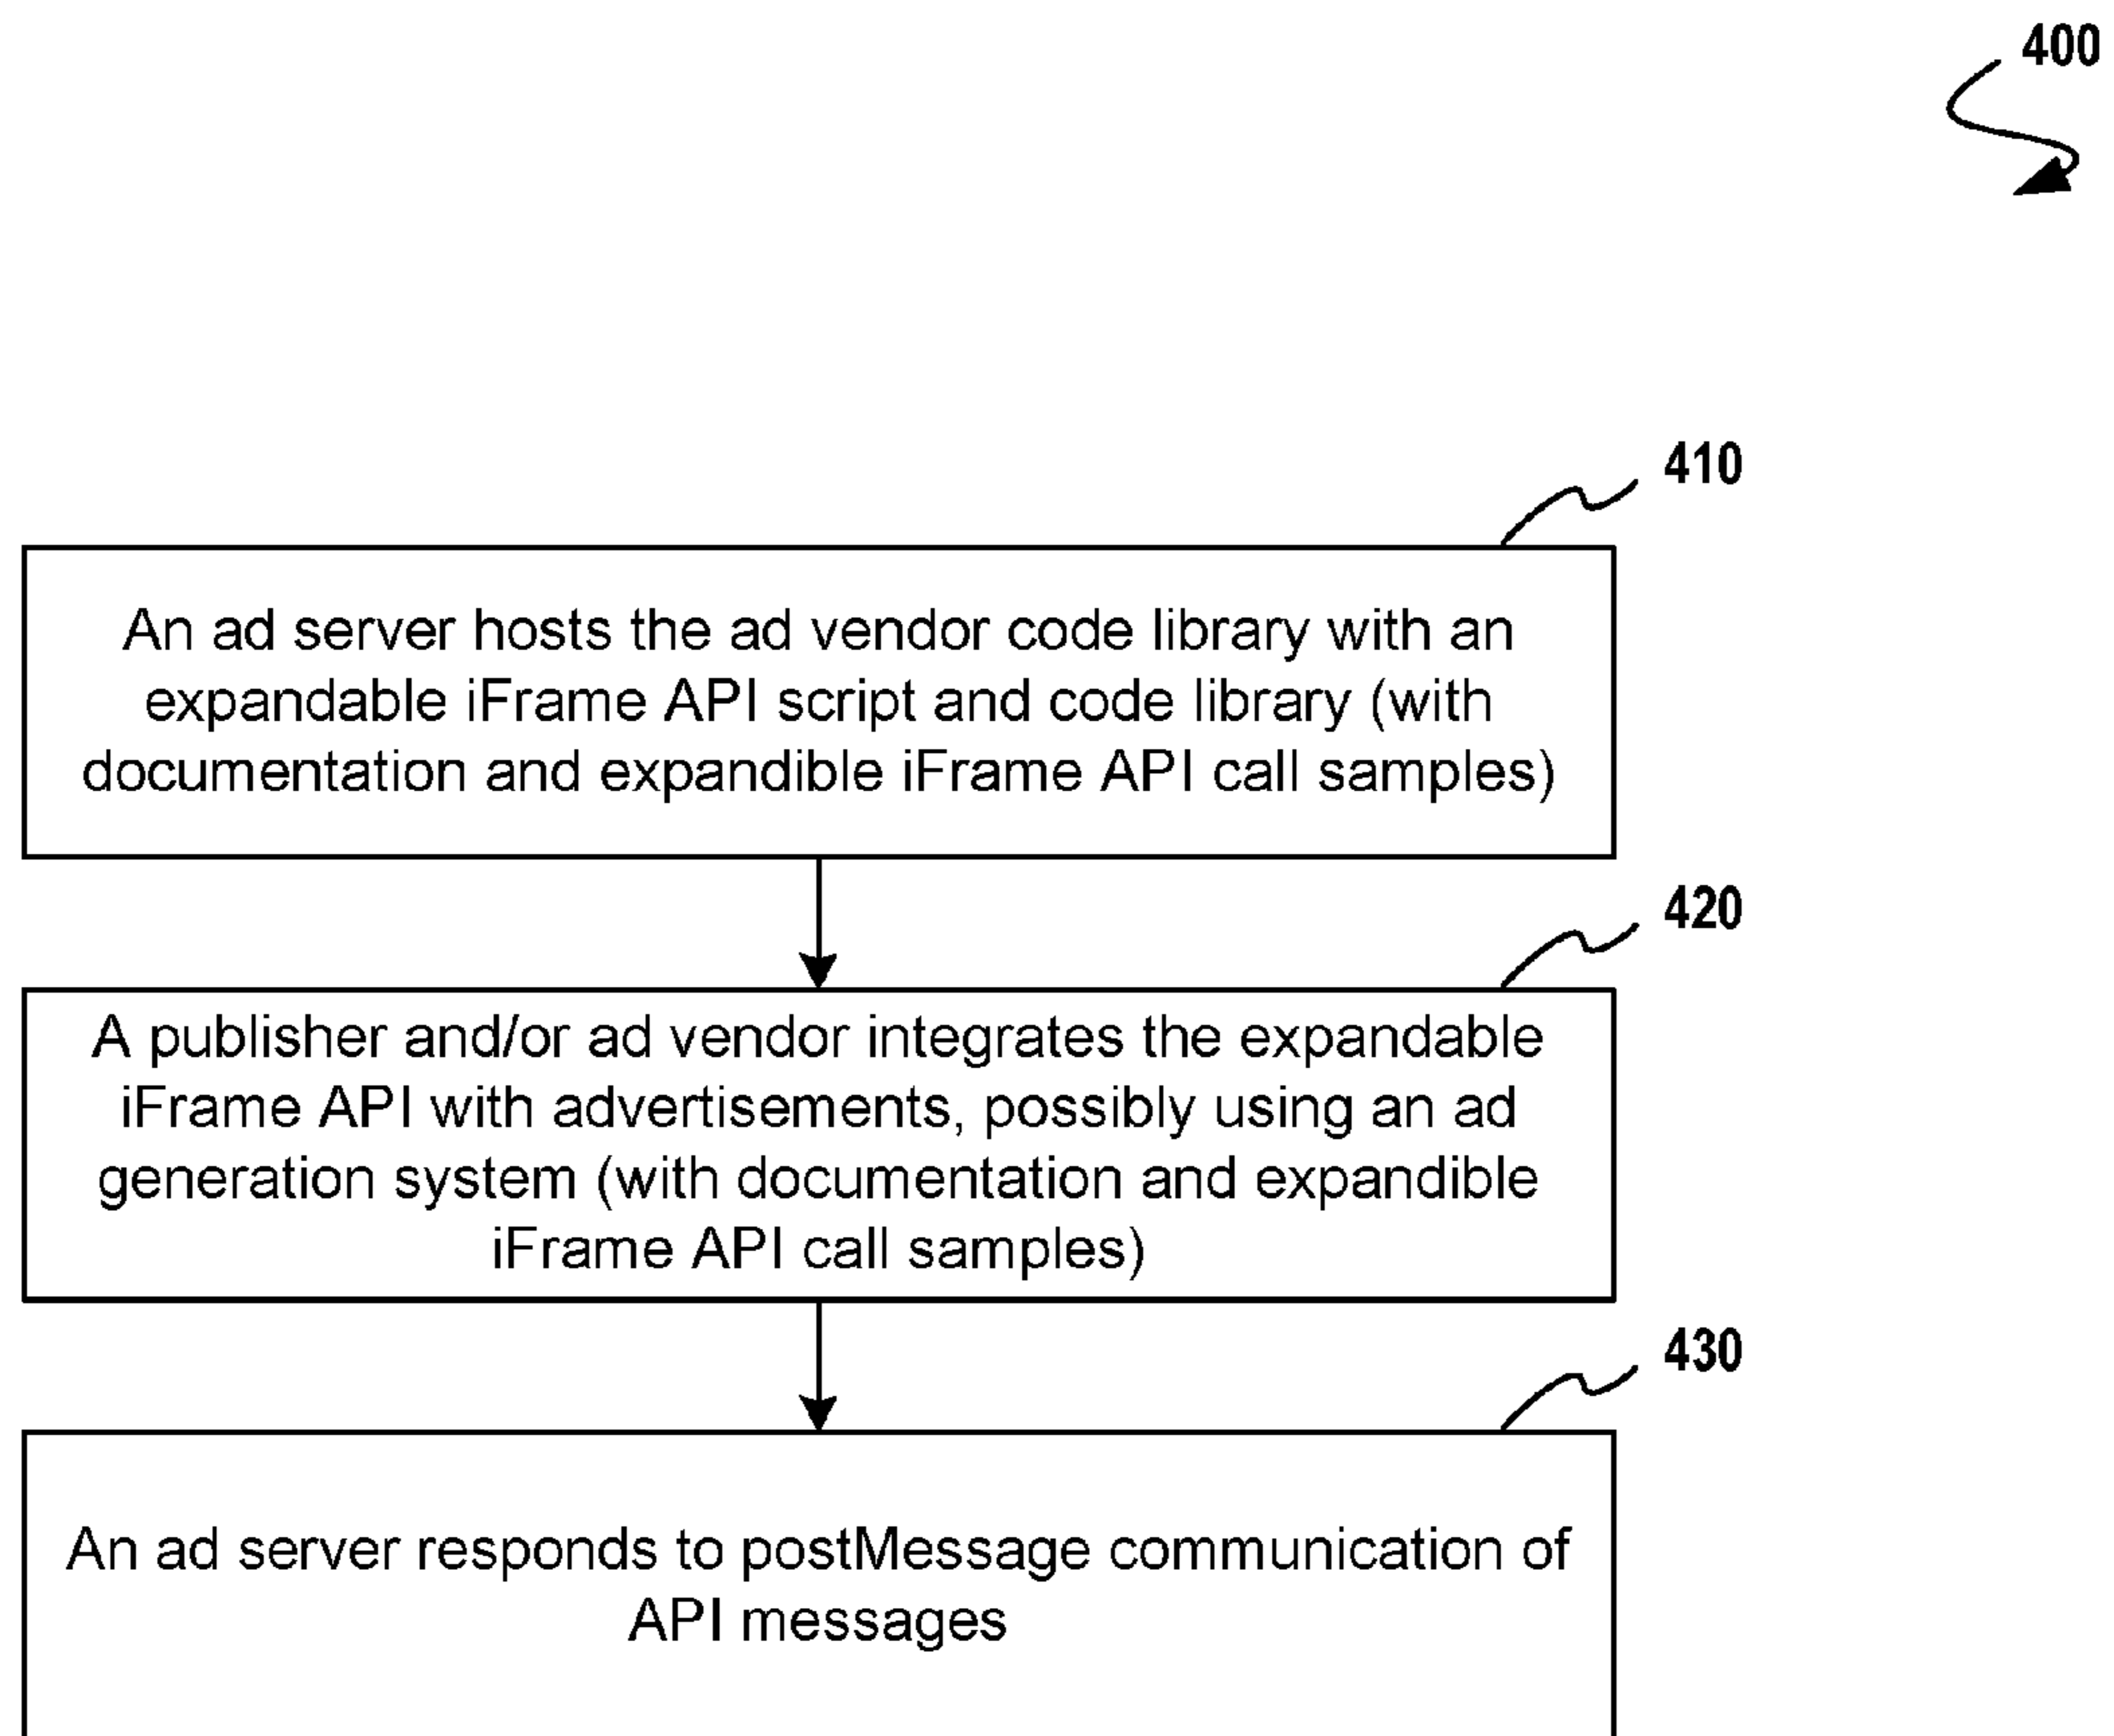 400
410
An ad server hosts the ad vendor code library with an
expandable iFrame API script and code library (with
documentation and expandible iFrame API call samples)
420
A publisher and/or ad vendor integrates the expandable
iFrame API with advertisements, possibly using an ad
generation system (with documentation and expandible
iFrame API call samples)
430
An ad server responds to postMessage communication of
API messages